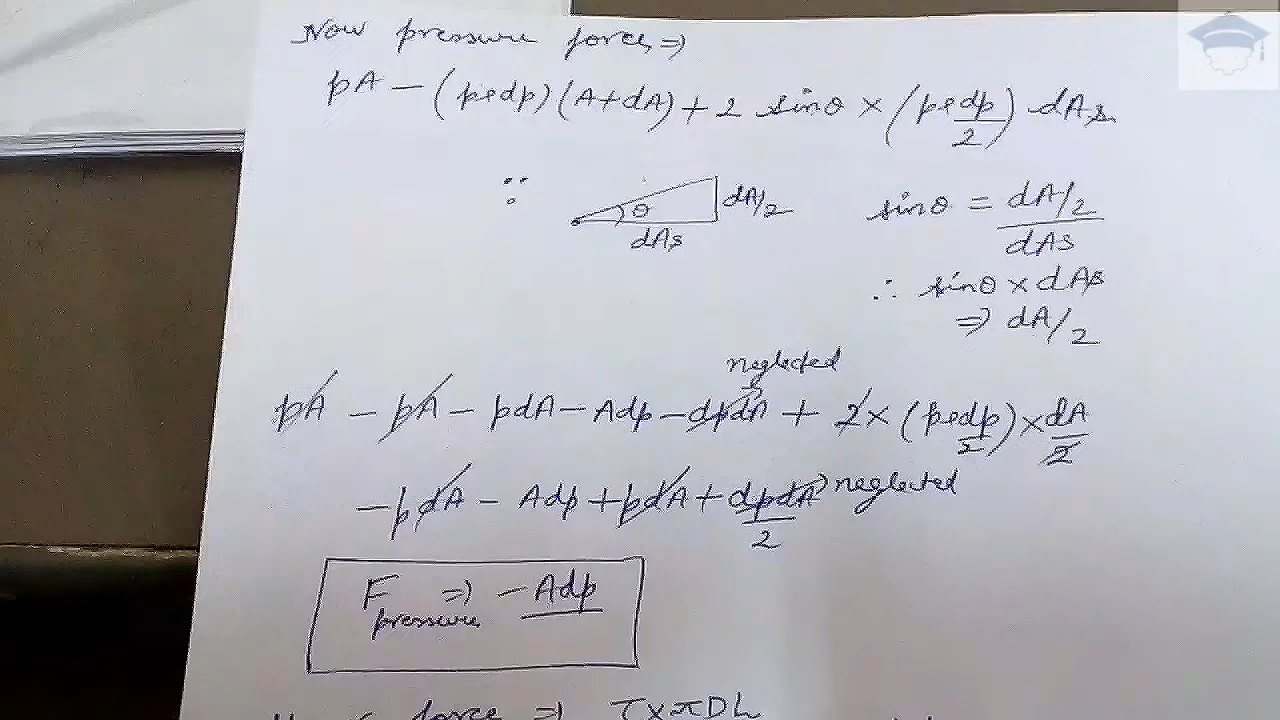 Now pressure force ⇒
pA − (p+dp)(A+dA) + 2 sinθ × (p+dp/2) dAs
∵ θ dA/2 dAs sinθ = dA/2 / dAs
∴ sinθ × dAs
⇒ dA/2
neglected
pA − pA − pdA − Adp − dpdA + 2 × (p+dp/2) × dA/2
− pdA − Adp + pdA + dpdA/2 neglected
F pressure ⇒ − Adp
force ⇒ τ×πDL